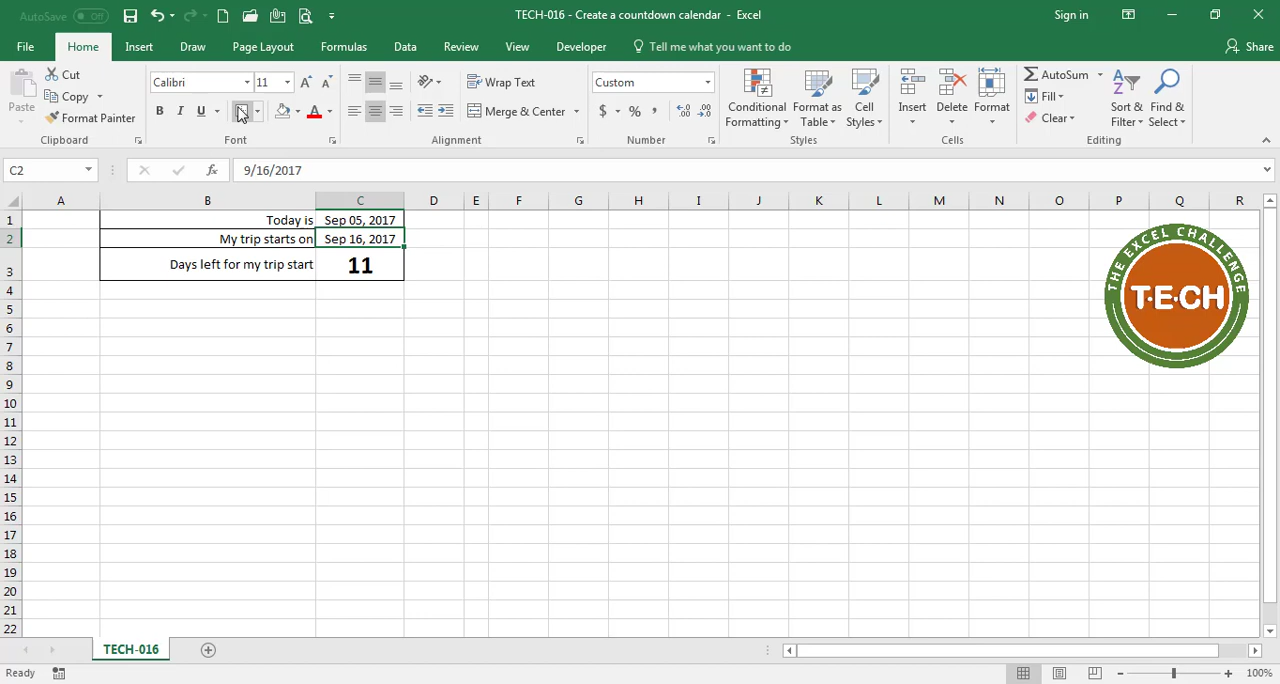 AutoSave Off
TECH-016 - Create a countdown calendar - Excel
Sign in
File Home Insert Draw Page Layout Formulas Data Review View Developer Tell me what you want to do Share
Paste
Cut
Copy
Format Painter
Clipboard
Calibri 11
B I U
Font
Wrap Text
Merge & Center
Alignment
Custom
$ % ,
Number
Conditional Formatting
Format as Table
Cell Styles
Styles
Insert
Delete
Format
Cells
AutoSum
Fill
Clear
Sort & Filter
Find & Select
Editing
C2 fx 9/16/2017
A B C D E F G H I J K L M N O P Q R
1 Today is Sep 05, 2017
2 My trip starts on Sep 16, 2017
3 Days left for my trip start 11
4
5
6
7
8
9
10
11
12
13
14
15
16
17
18
19
20
21
22
THE EXCEL CHALLENGE
T·E·CH
TECH-016
Ready
100%